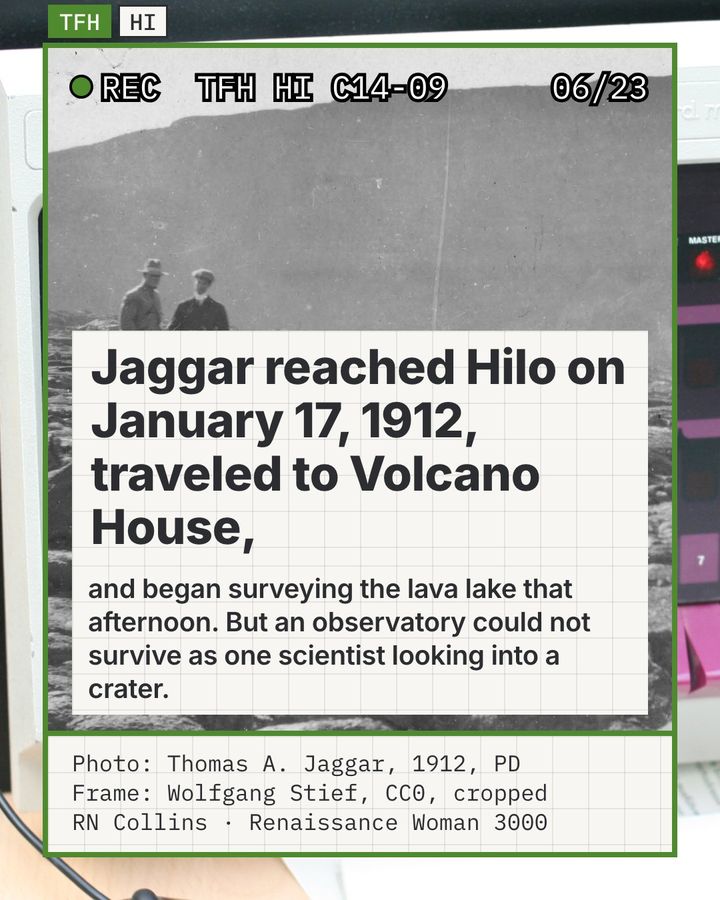 TFH HI
REC TFH HI C14-09 06/23
MASTER
7
Jaggar reached Hilo on
January 17, 1912,
traveled to Volcano
House,
and began surveying the lava lake that
afternoon. But an observatory could not
survive as one scientist looking into a
crater.
Photo: Thomas A. Jaggar, 1912, PD
Frame: Wolfgang Stief, CC0, cropped
RN Collins · Renaissance Woman 3000